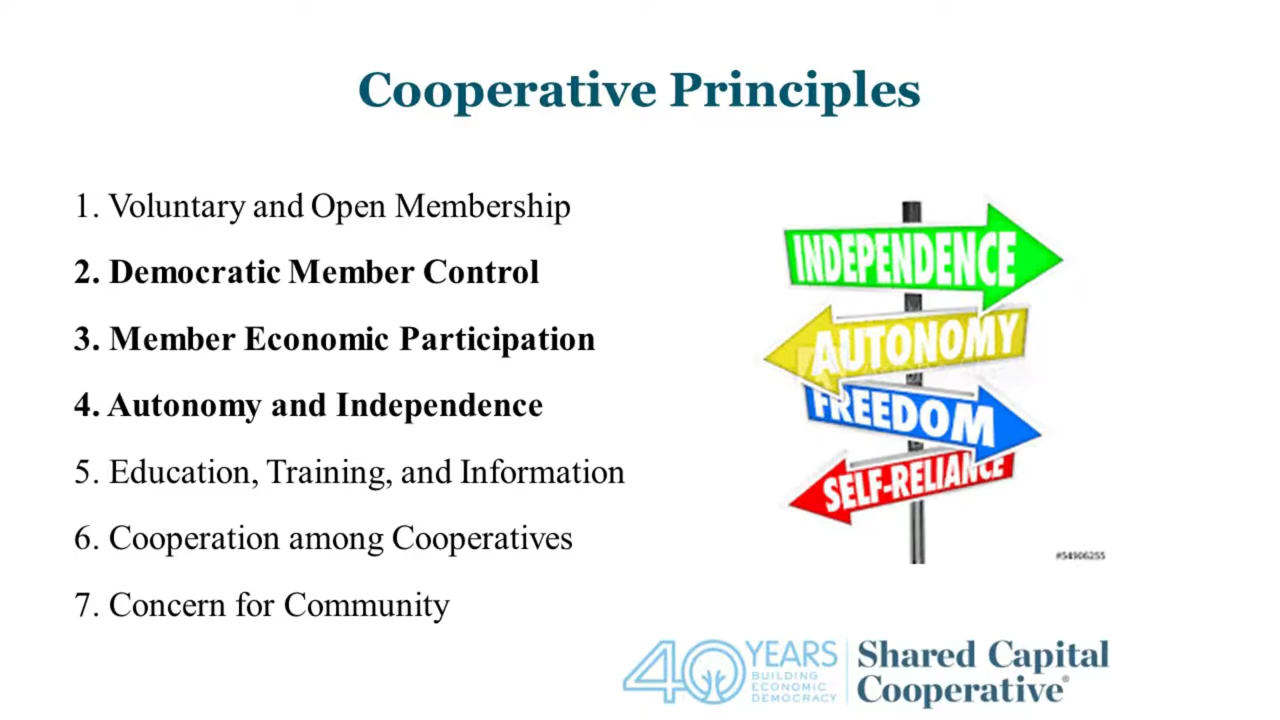 Cooperative Principles
1. Voluntary and Open Membership
2. Democratic Member Control
3. Member Economic Participation
4. Autonomy and Independence
5. Education, Training, and Information
6. Cooperation among Cooperatives
7. Concern for Community
INDEPENDENCE
AUTONOMY
FREEDOM
SELF-RELIANCE
#54906255
40 YEARS
BUILDING
ECONOMIC
DEMOCRACY
Shared Capital
Cooperative®